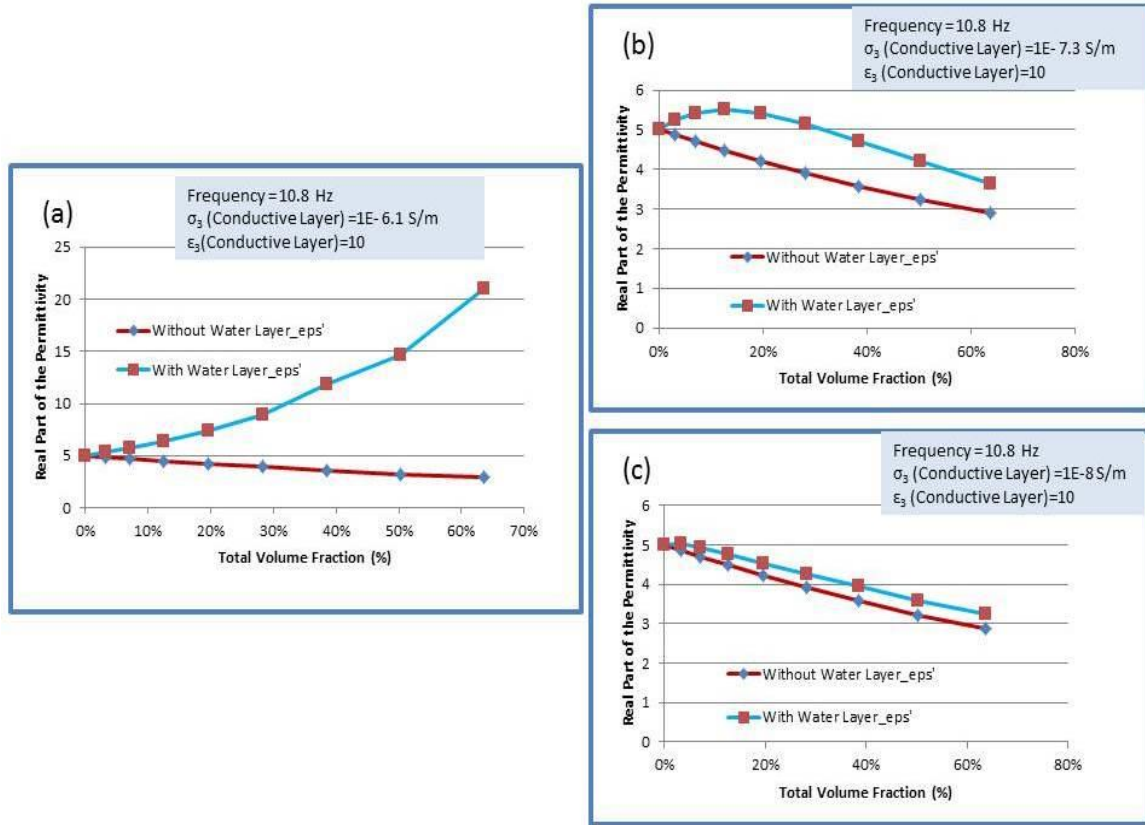 (a)
Frequency = 10.8 Hz
σ₃ (Conductive Layer) =1E- 6.1 S/m
ε₃(Conductive Layer)=10
Real Part of the Permittivity
25
20
15
10
5
0
Without Water Layer_eps'
With Water Layer_eps'
0% 10% 20% 30% 40% 50% 60% 70%
Total Volume Fraction (%)
(b)
Frequency = 10.8 Hz
σ₃ (Conductive Layer) =1E- 7.3 S/m
ε₃ (Conductive Layer)=10
Real Part of the Permittivity
6
5
4
3
2
1
0
Without Water Layer_eps'
With Water Layer_eps'
0% 20% 40% 60% 80%
Total Volume Fraction (%)
(c)
Frequency = 10.8 Hz
σ₃ (Conductive Layer) =1E-8 S/m
ε₃ (Conductive Layer)=10
Real Part of the Permittivity
6
5
4
3
2
1
0
Without Water Layer_eps'
With Water Layer_eps'
0% 20% 40% 60% 80%
Total Volume Fraction (%)